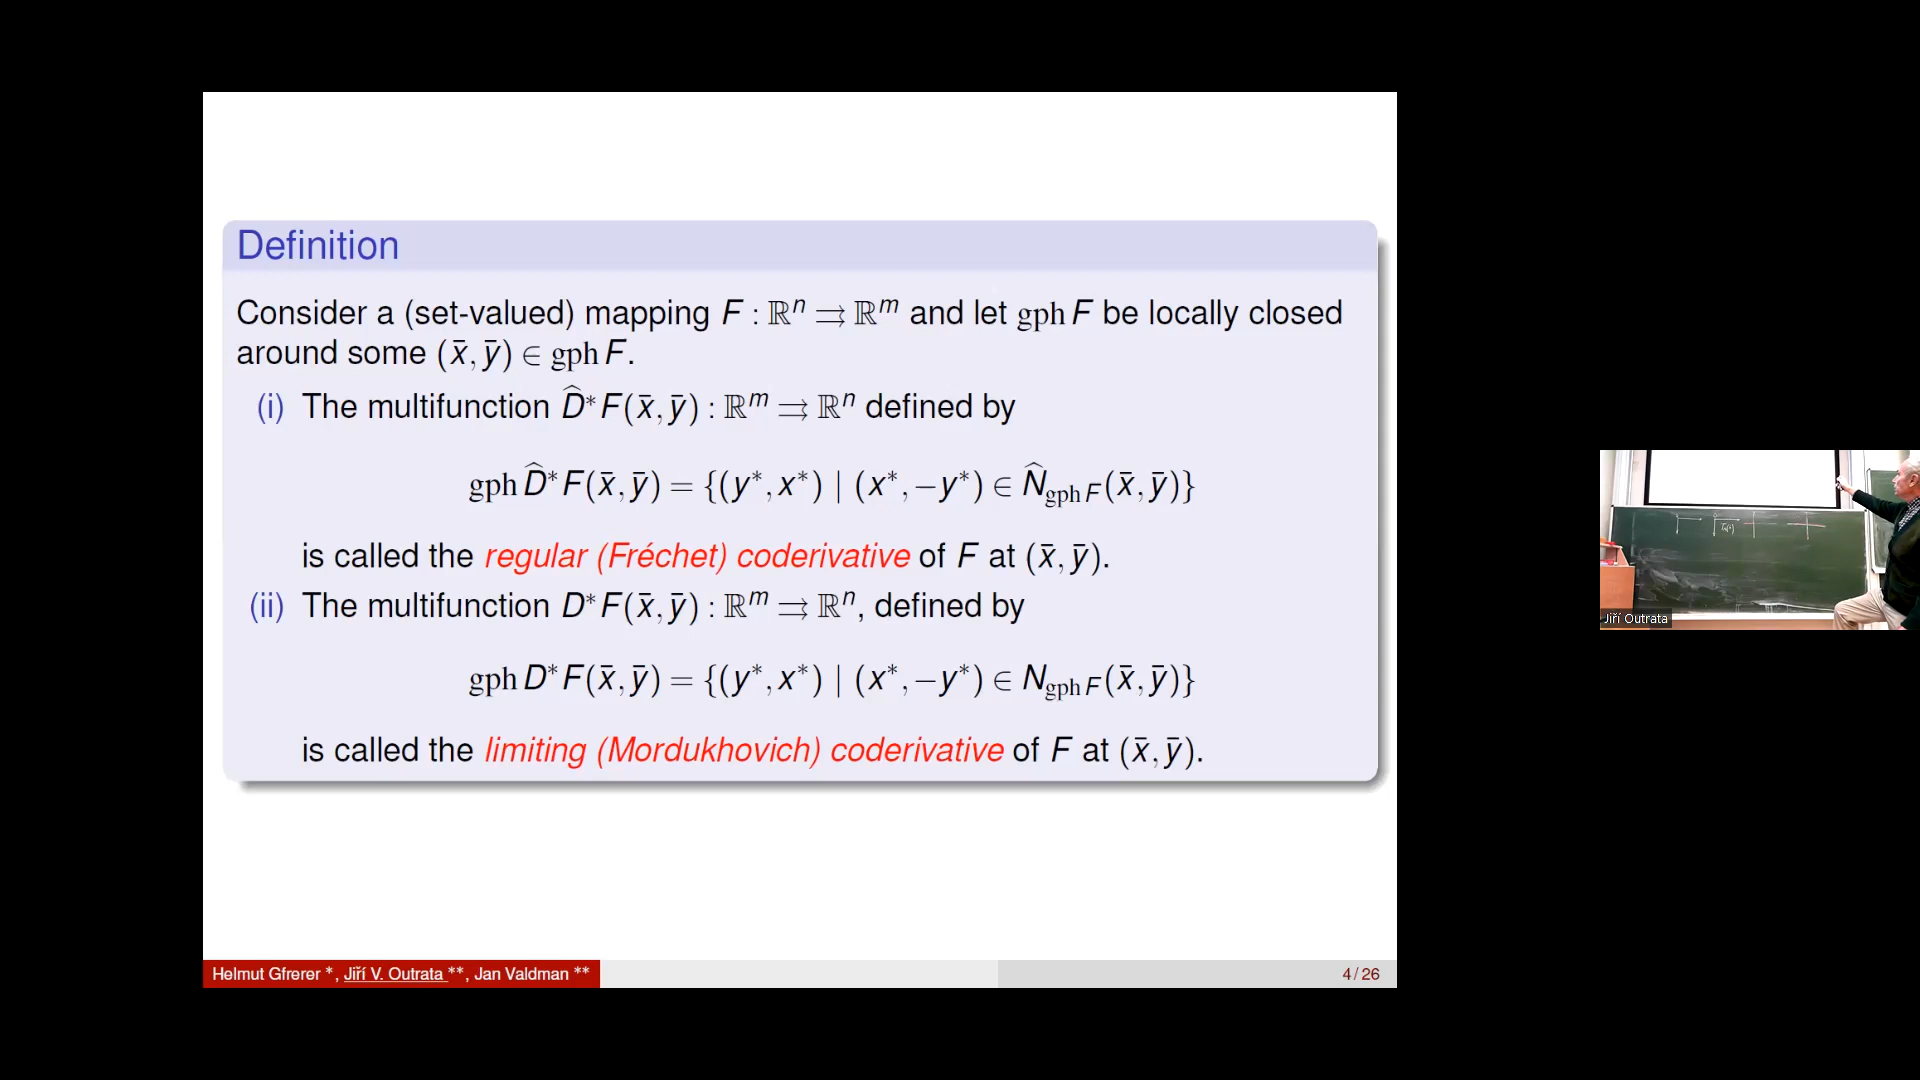 Definition
Consider a (set-valued) mapping F : ℝⁿ ⇉ ℝᵐ and let gph F be locally closed
around some (x̄, ȳ) ∈ gph F.
(i) The multifunction D̂*F(x̄, ȳ) : ℝᵐ ⇉ ℝⁿ defined by
gph D̂*F(x̄, ȳ) = {(y*, x*) | (x*, −y*) ∈ N̂_{gph F}(x̄, ȳ)}
is called the regular (Fréchet) coderivative of F at (x̄, ȳ).
(ii) The multifunction D*F(x̄, ȳ) : ℝᵐ ⇉ ℝⁿ, defined by
gph D*F(x̄, ȳ) = {(y*, x*) | (x*, −y*) ∈ N_{gph F}(x̄, ȳ)}
is called the limiting (Mordukhovich) coderivative of F at (x̄, ȳ).
Helmut Gfrerer *, Jiří V. Outrata **, Jan Valdman **
4 / 26
Jiří Outrata